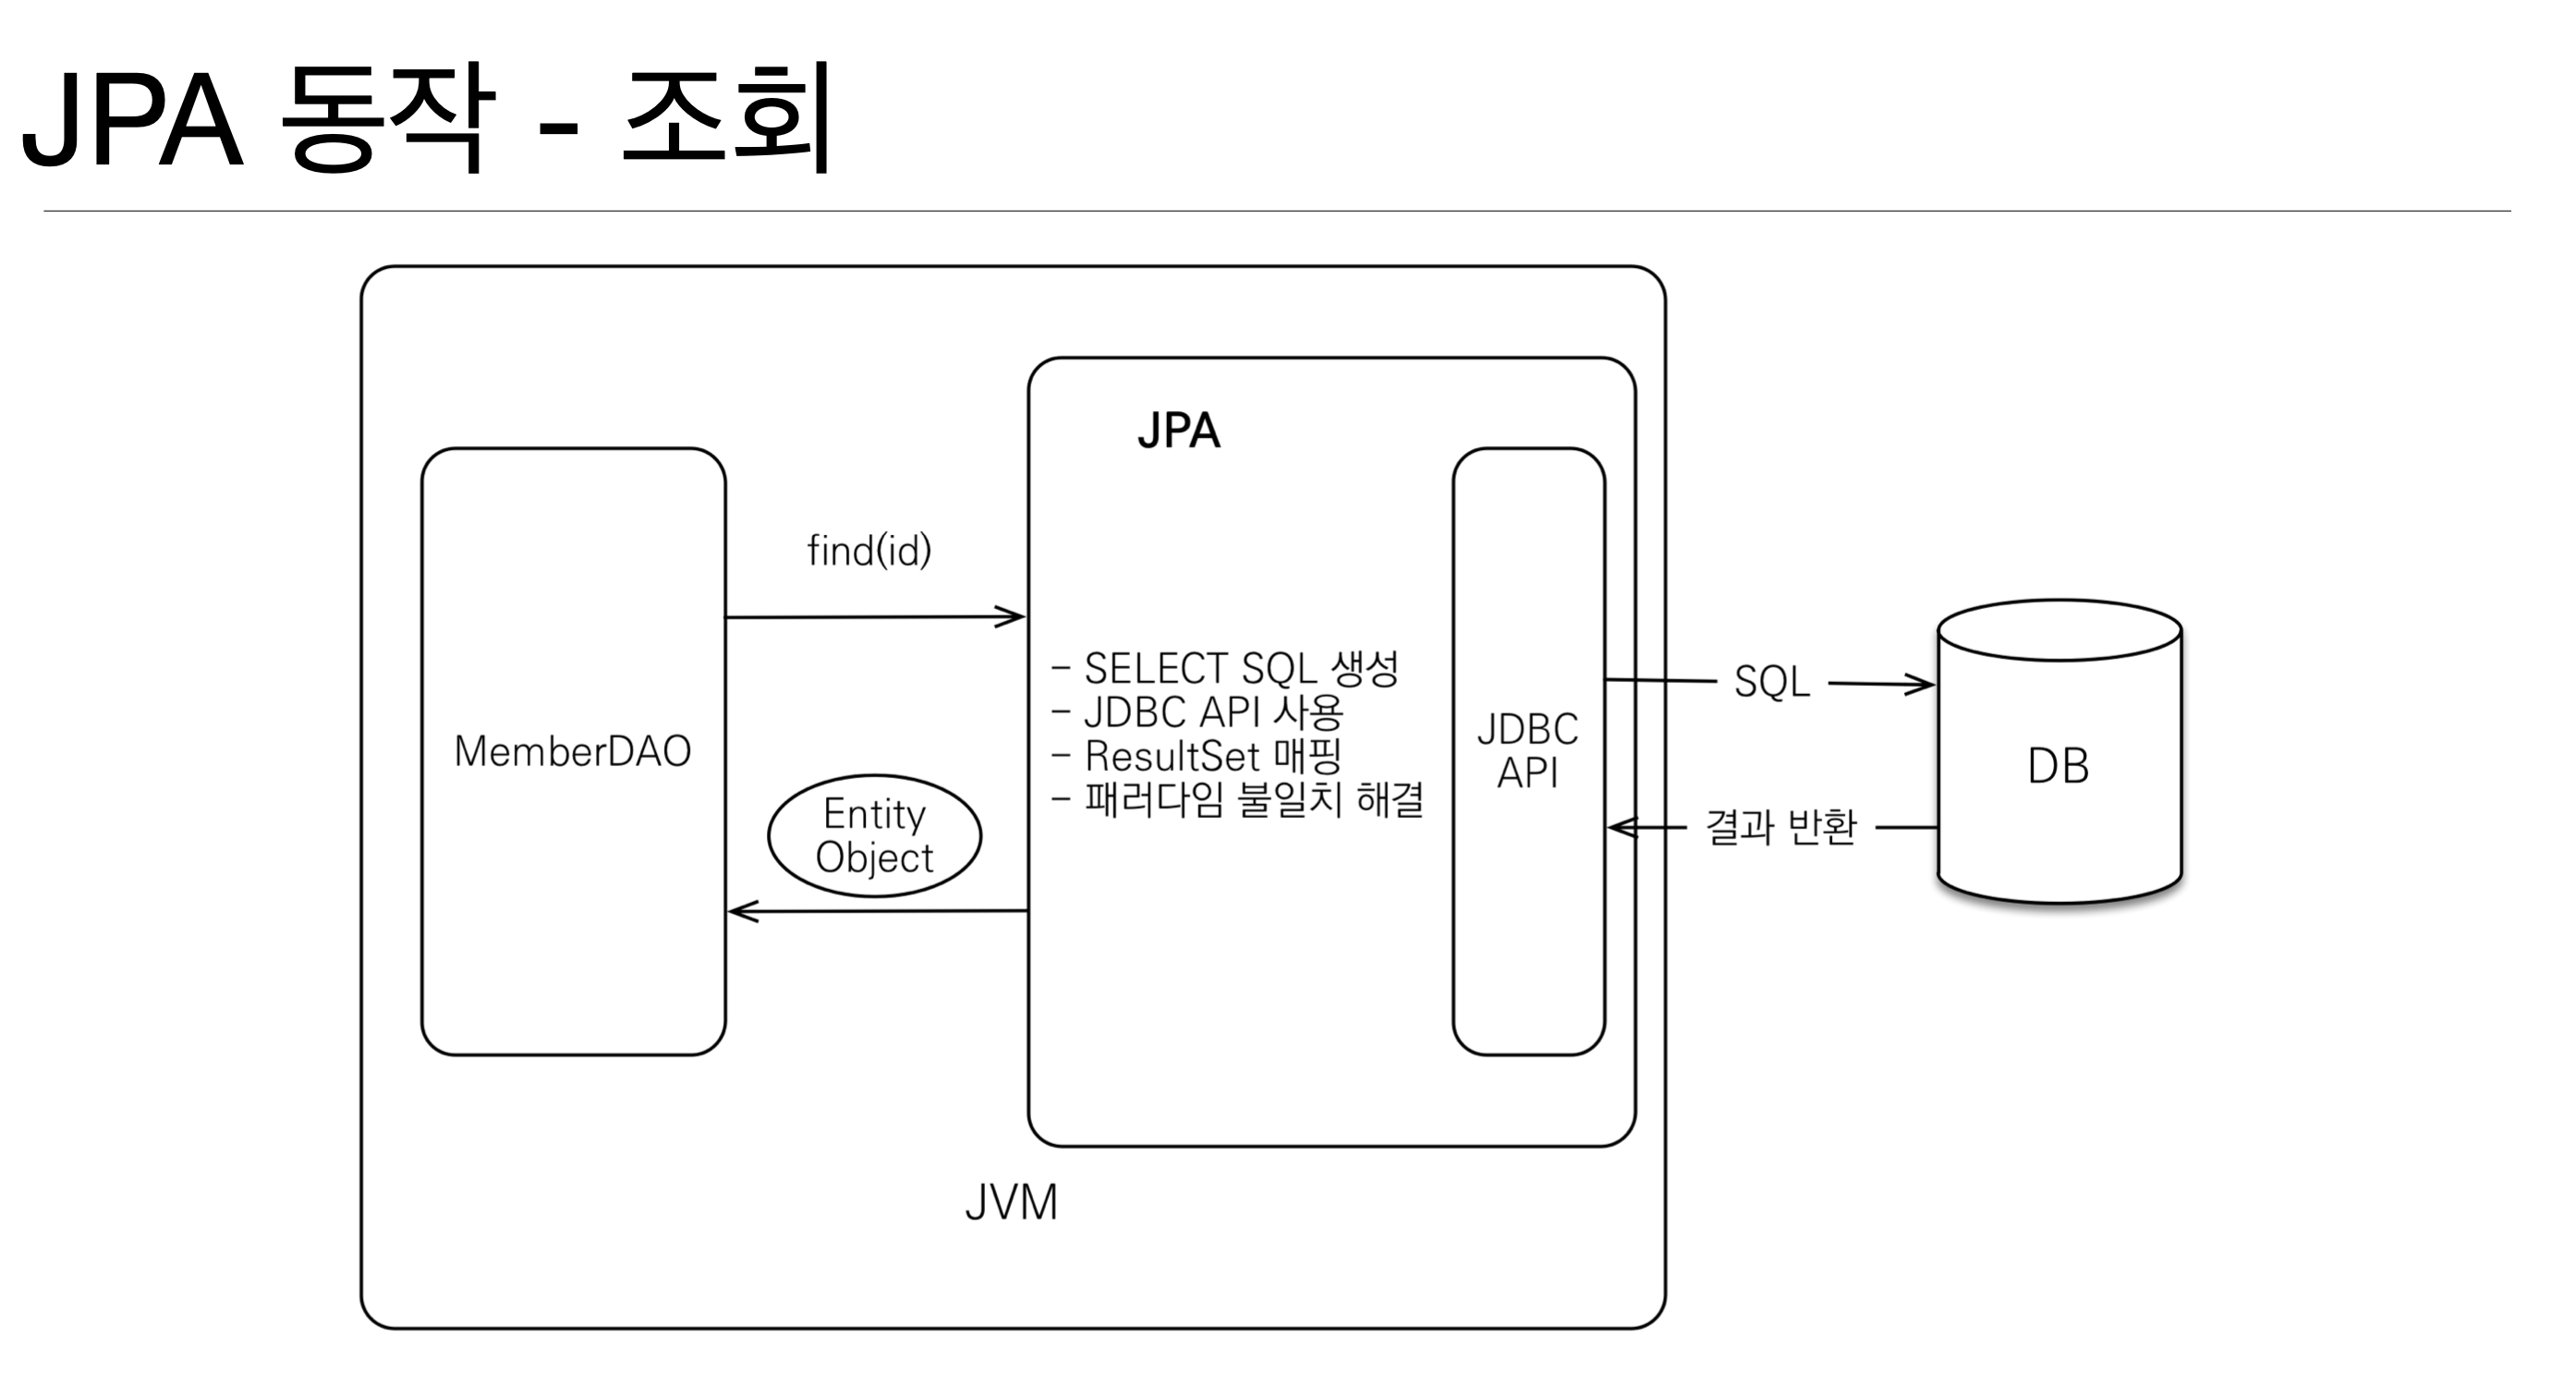 JPA 동작 - 조회
JPA
find(id)
- SELECT SQL 생성
- JDBC API 사용
- ResultSet 매핑
- 패러다임 불일치 해결
MemberDAO
Entity
Object
JDBC
API
SQL
결과 반환
DB
JVM